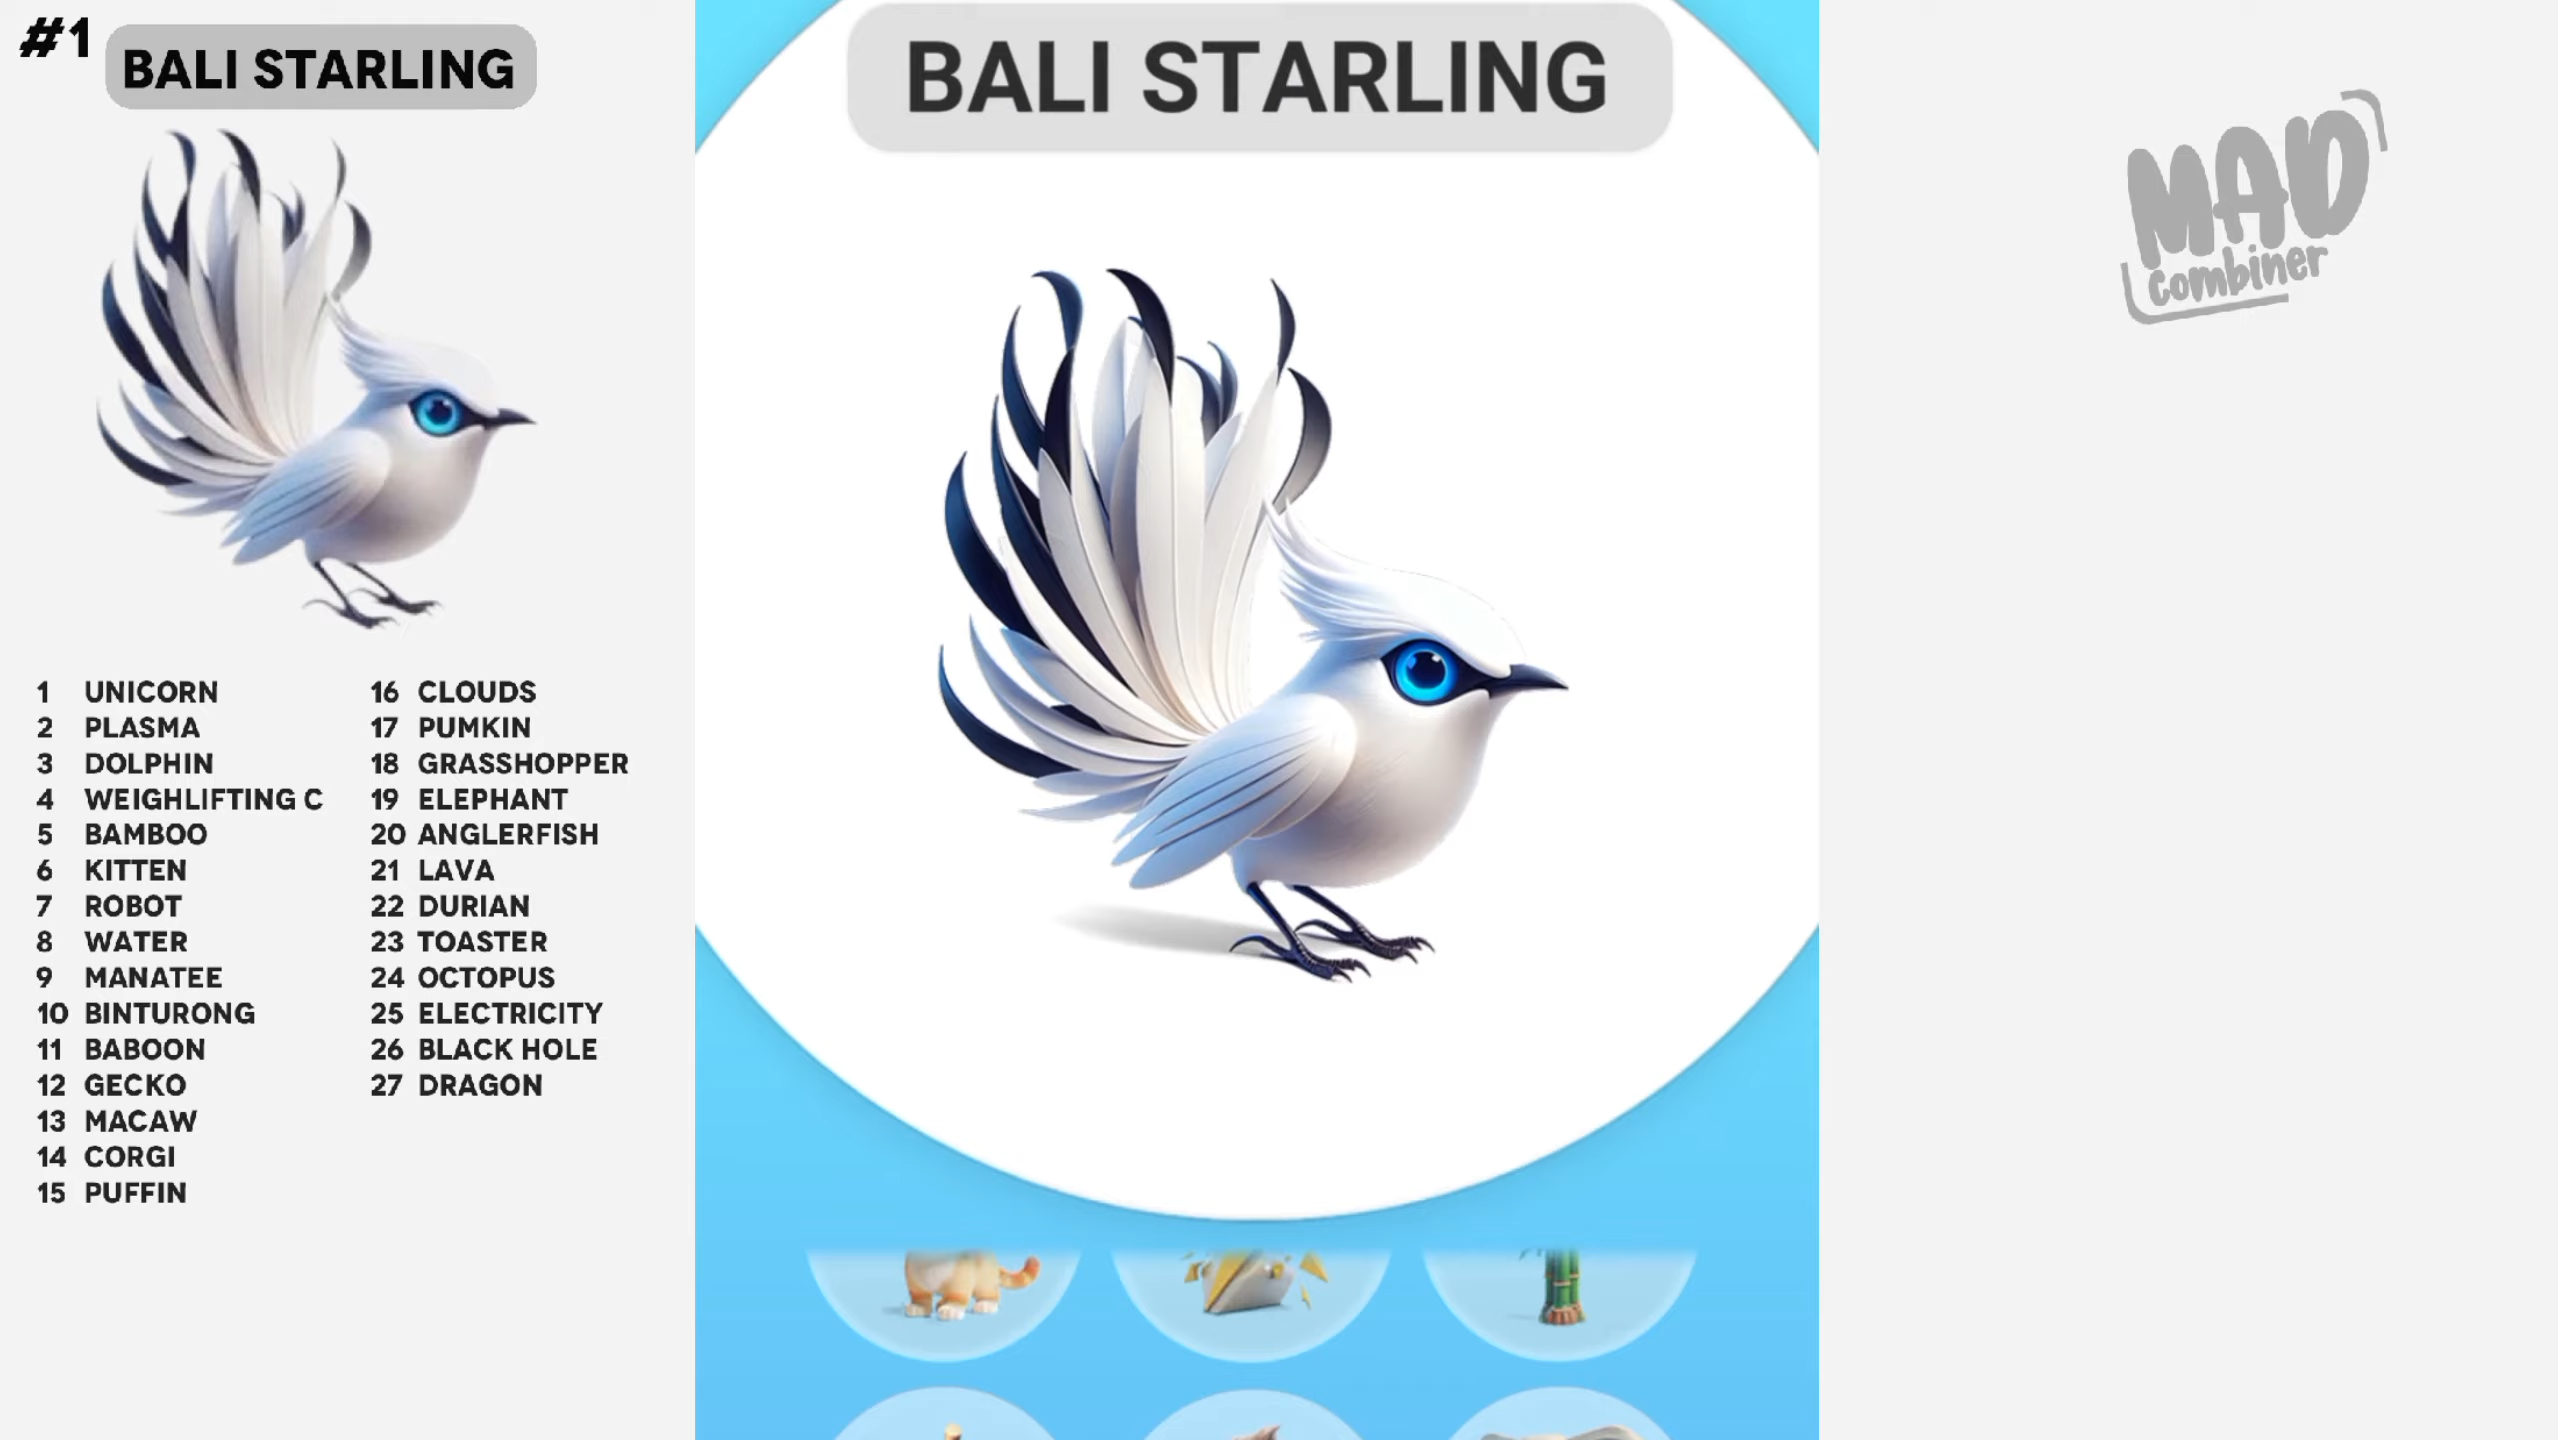 #1
BALI STARLING
1 UNICORN
2 PLASMA
3 DOLPHIN
4 WEIGHLIFTING C
5 BAMBOO
6 KITTEN
7 ROBOT
8 WATER
9 MANATEE
10 BINTURONG
11 BABOON
12 GECKO
13 MACAW
14 CORGI
15 PUFFIN
16 CLOUDS
17 PUMKIN
18 GRASSHOPPER
19 ELEPHANT
20 ANGLERFISH
21 LAVA
22 DURIAN
23 TOASTER
24 OCTOPUS
25 ELECTRICITY
26 BLACK HOLE
27 DRAGON
BALI STARLING
MAD
combiner